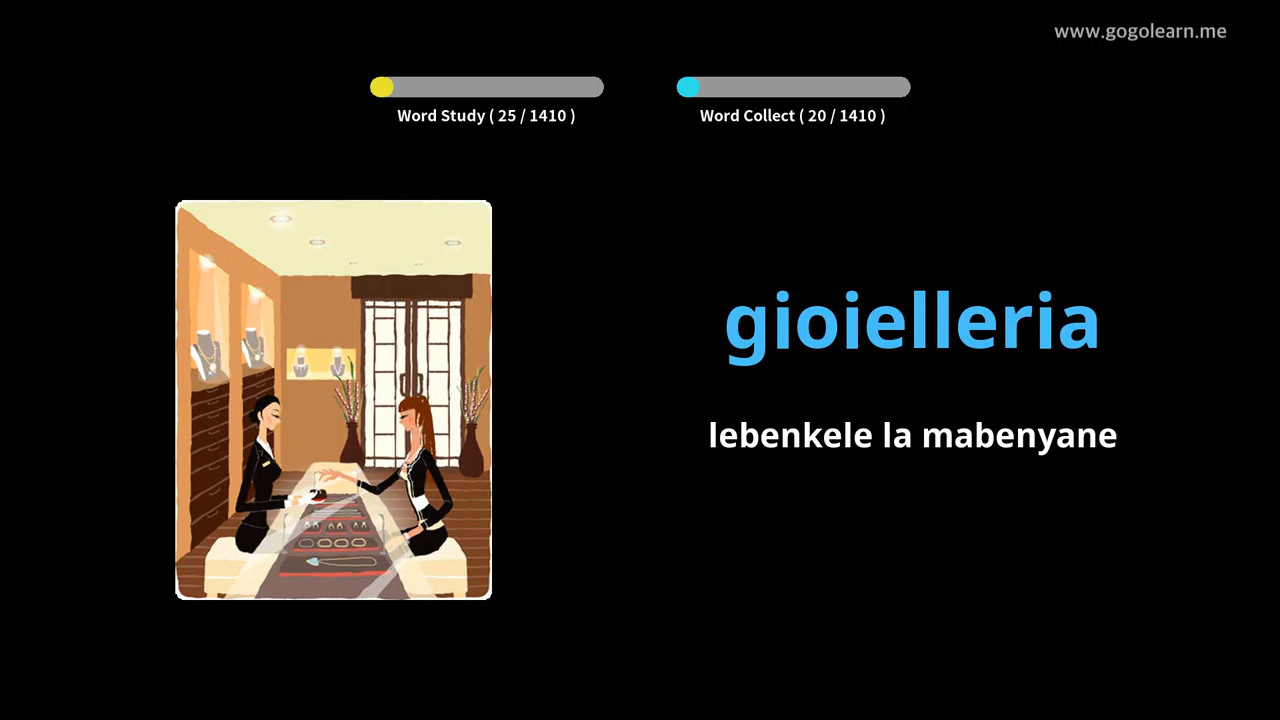 www.gogolearn.me
Word Study ( 25 / 1410 )
Word Collect ( 20 / 1410 )
gioielleria
lebenkele la mabenyane